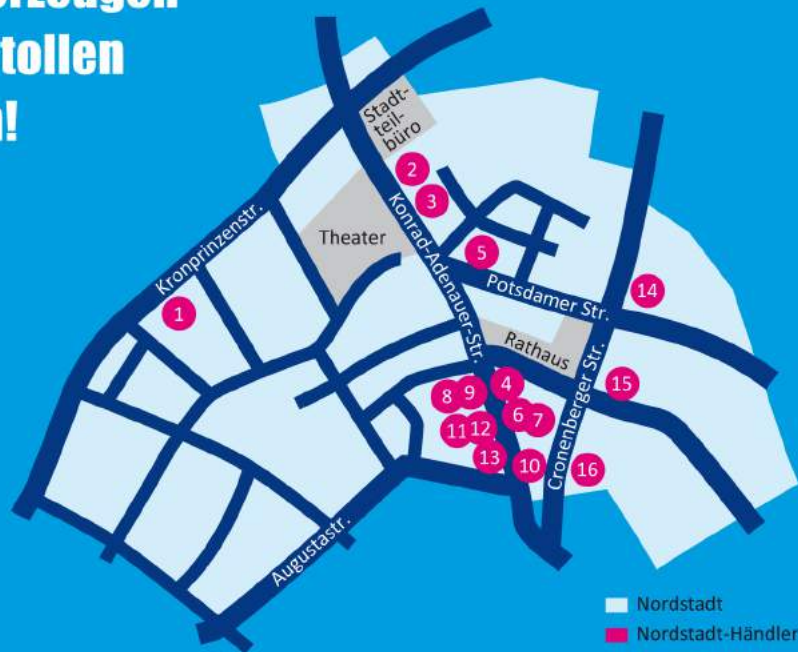 tollen
Stadt-
teil-
büro
2
3
Kronprinzenstr.
Theater
Konrad-Adenauer-Str.
5
Potsdamer Str.
14
1
Rathaus
Cronenberger Str.
15
8
9
4
6
7
11
12
13
10
16
Augustastr.
Nordstadt
Nordstadt-Händler